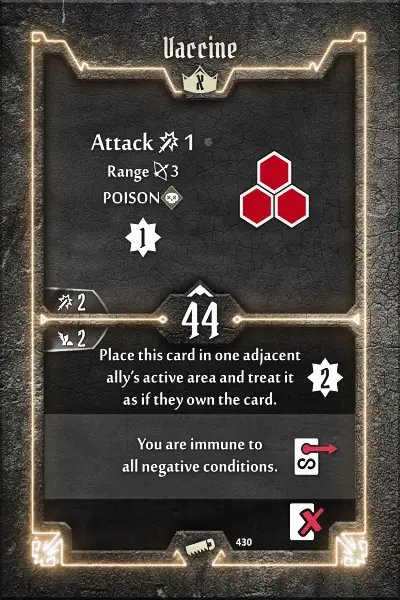 Vaccine
X
Attack 1
Range 3
POISON
1
2
44
2
Place this card in one adjacent
ally's active area and treat it
as if they own the card.
2
You are immune to
all negative conditions.
430